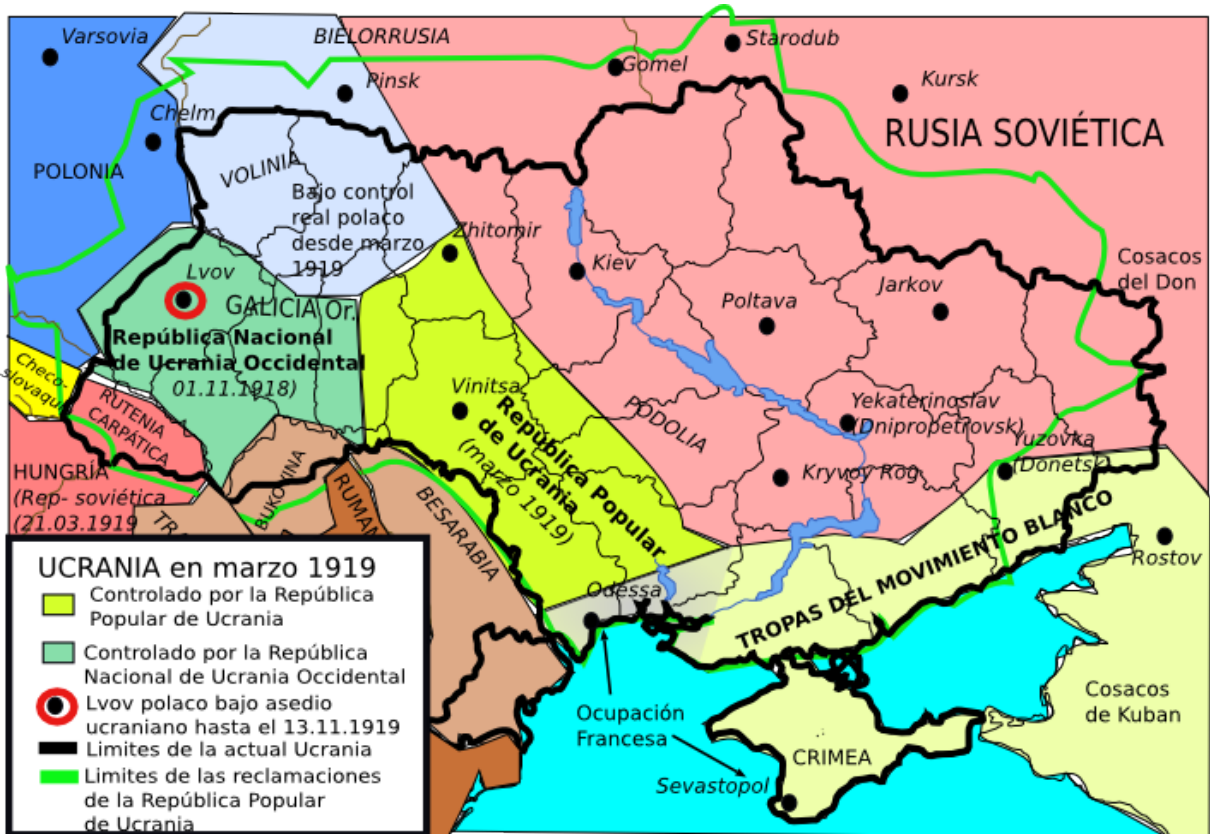 Varsovia
BIELORRUSIA
Starodub
Gomel
Pinsk
Kursk
Chelm
RUSIA SOVIÉTICA
POLONIA
VOLINIA
Bajo control
real polaco
desde marzo
1919
Zhitomir
Kiev
Cosacos
del Don
Lvov
GALICIA Or.
Poltava
Jarkov
República Nacional
de Ucrania Occidental
01.11.1918)
Checo-
slovaqu
Vinitsa
RUTENIA
CARPÁTICA
República Popular
de Ucrania
(marzo 1919)
PODOLIA
Yekaterinoslav
(Dnipropetrovsk)
Yuzovka
(Donetsk)
Kryvoy Rog
HUNGRÍA
(Rep- soviética
(21.03.1919
TR
BUKOVINA
RUMAN
BESARABIA
TROPAS DEL MOVIMIENTO BLANCO
Rostov
Odessa
Ocupación
Francesa
Cosacos
de Kuban
CRIMEA
Sevastopol
UCRANIA en marzo 1919
Controlado por la República
Popular de Ucrania
Controlado por la República
Nacional de Ucrania Occidental
Lvov polaco bajo asedio
ucraniano hasta el 13.11.1919
Limites de la actual Ucrania
Limites de las reclamaciones
de la República Popular
de Ucrania